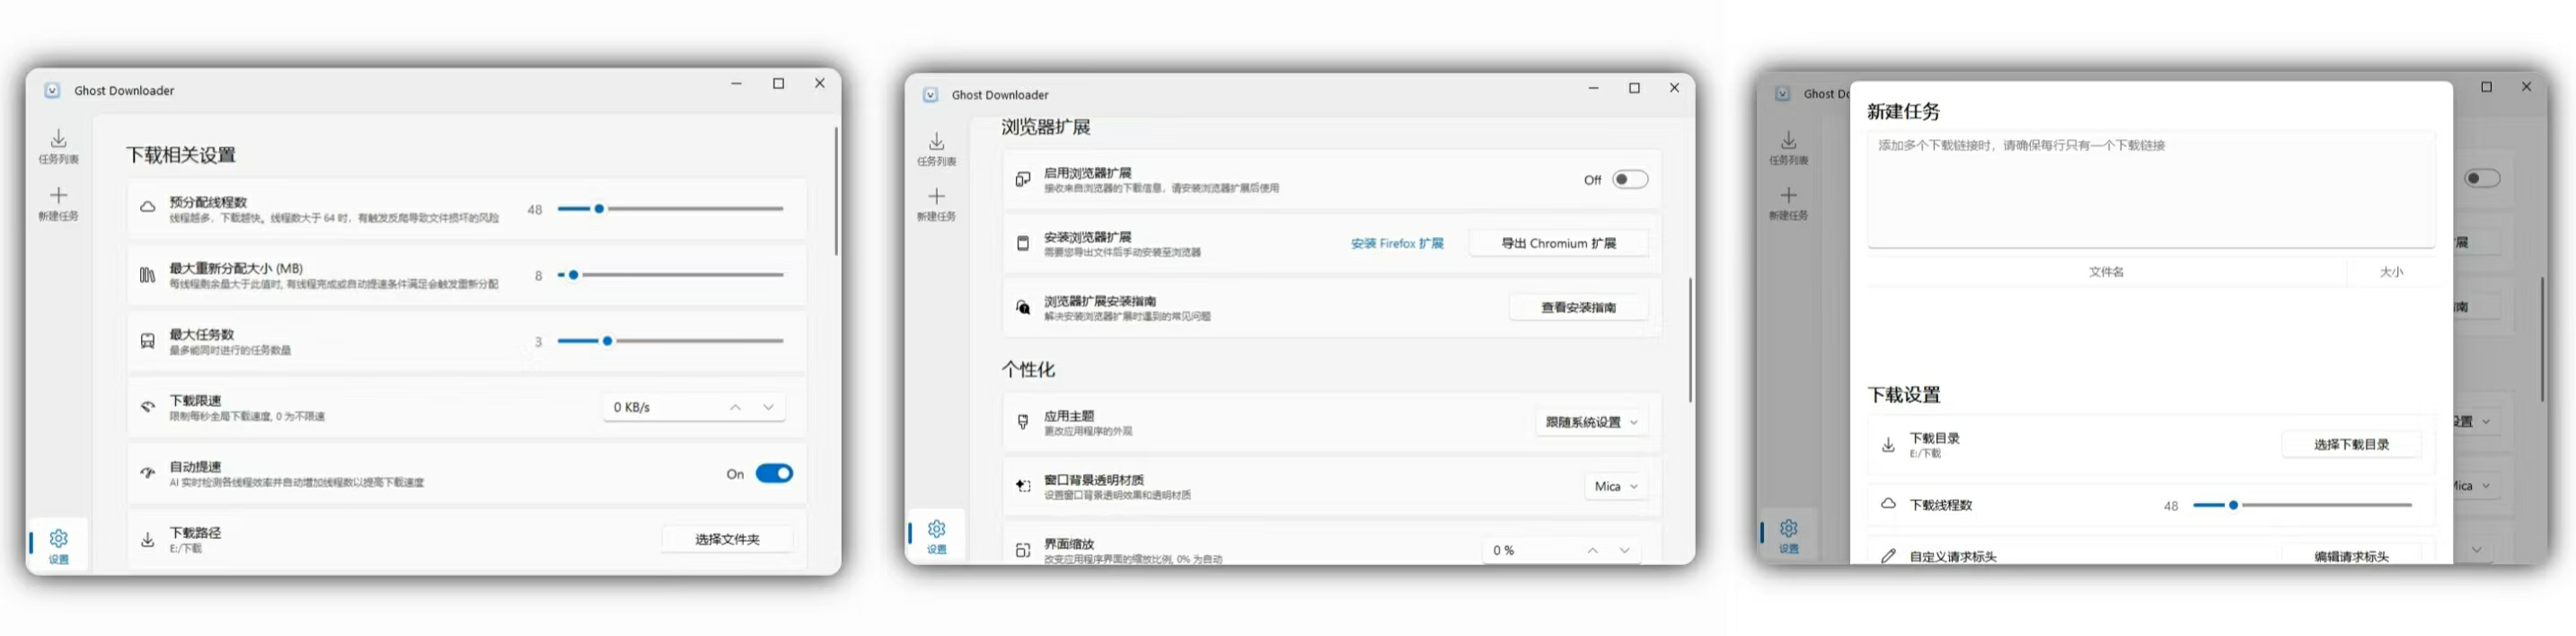 Ghost Downloader
任务列表
新建任务
设置
下载相关设置
预分配线程数
线程越多，下载越快。线程数大于 64 时，有触发反爬导致文件损坏的风险
48
最大重新分配大小 (MB)
每线程剩余量大于此值时, 有线程完成或自动提速条件满足会触发重新分配
8
最大任务数
最多能同时进行的任务数量
3
下载限速
限制每秒全局下载速度, 0 为不限速
0 KB/s
自动提速
AI 实时检测各线程效率并自动增加线程数以提高下载速度
On
下载路径
E:/下载
选择文件夹
Ghost Downloader
任务列表
新建任务
设置
浏览器扩展
启用浏览器扩展
接收来自浏览器的下载信息，请安装浏览器扩展后使用
Off
安装浏览器扩展
需要您导出文件后手动安装至浏览器
安装 Firefox 扩展
导出 Chromium 扩展
浏览器扩展安装指南
解决安装浏览器扩展时遇到的常见问题
查看安装指南
个性化
应用主题
更改应用程序的外观
跟随系统设置
窗口背景透明材质
设置窗口背景透明效果和透明材质
Mica
界面缩放
改变应用程序界面的缩放比例, 0% 为自动
0 %
Ghost Do
任务列表
新建任务
设置
新建任务
添加多个下载链接时，请确保每行只有一个下载链接
文件名
大小
下载设置
下载目录
E:/下载
选择下载目录
下载线程数
48
自定义请求标头
编辑请求标头
展
南
置
Mica